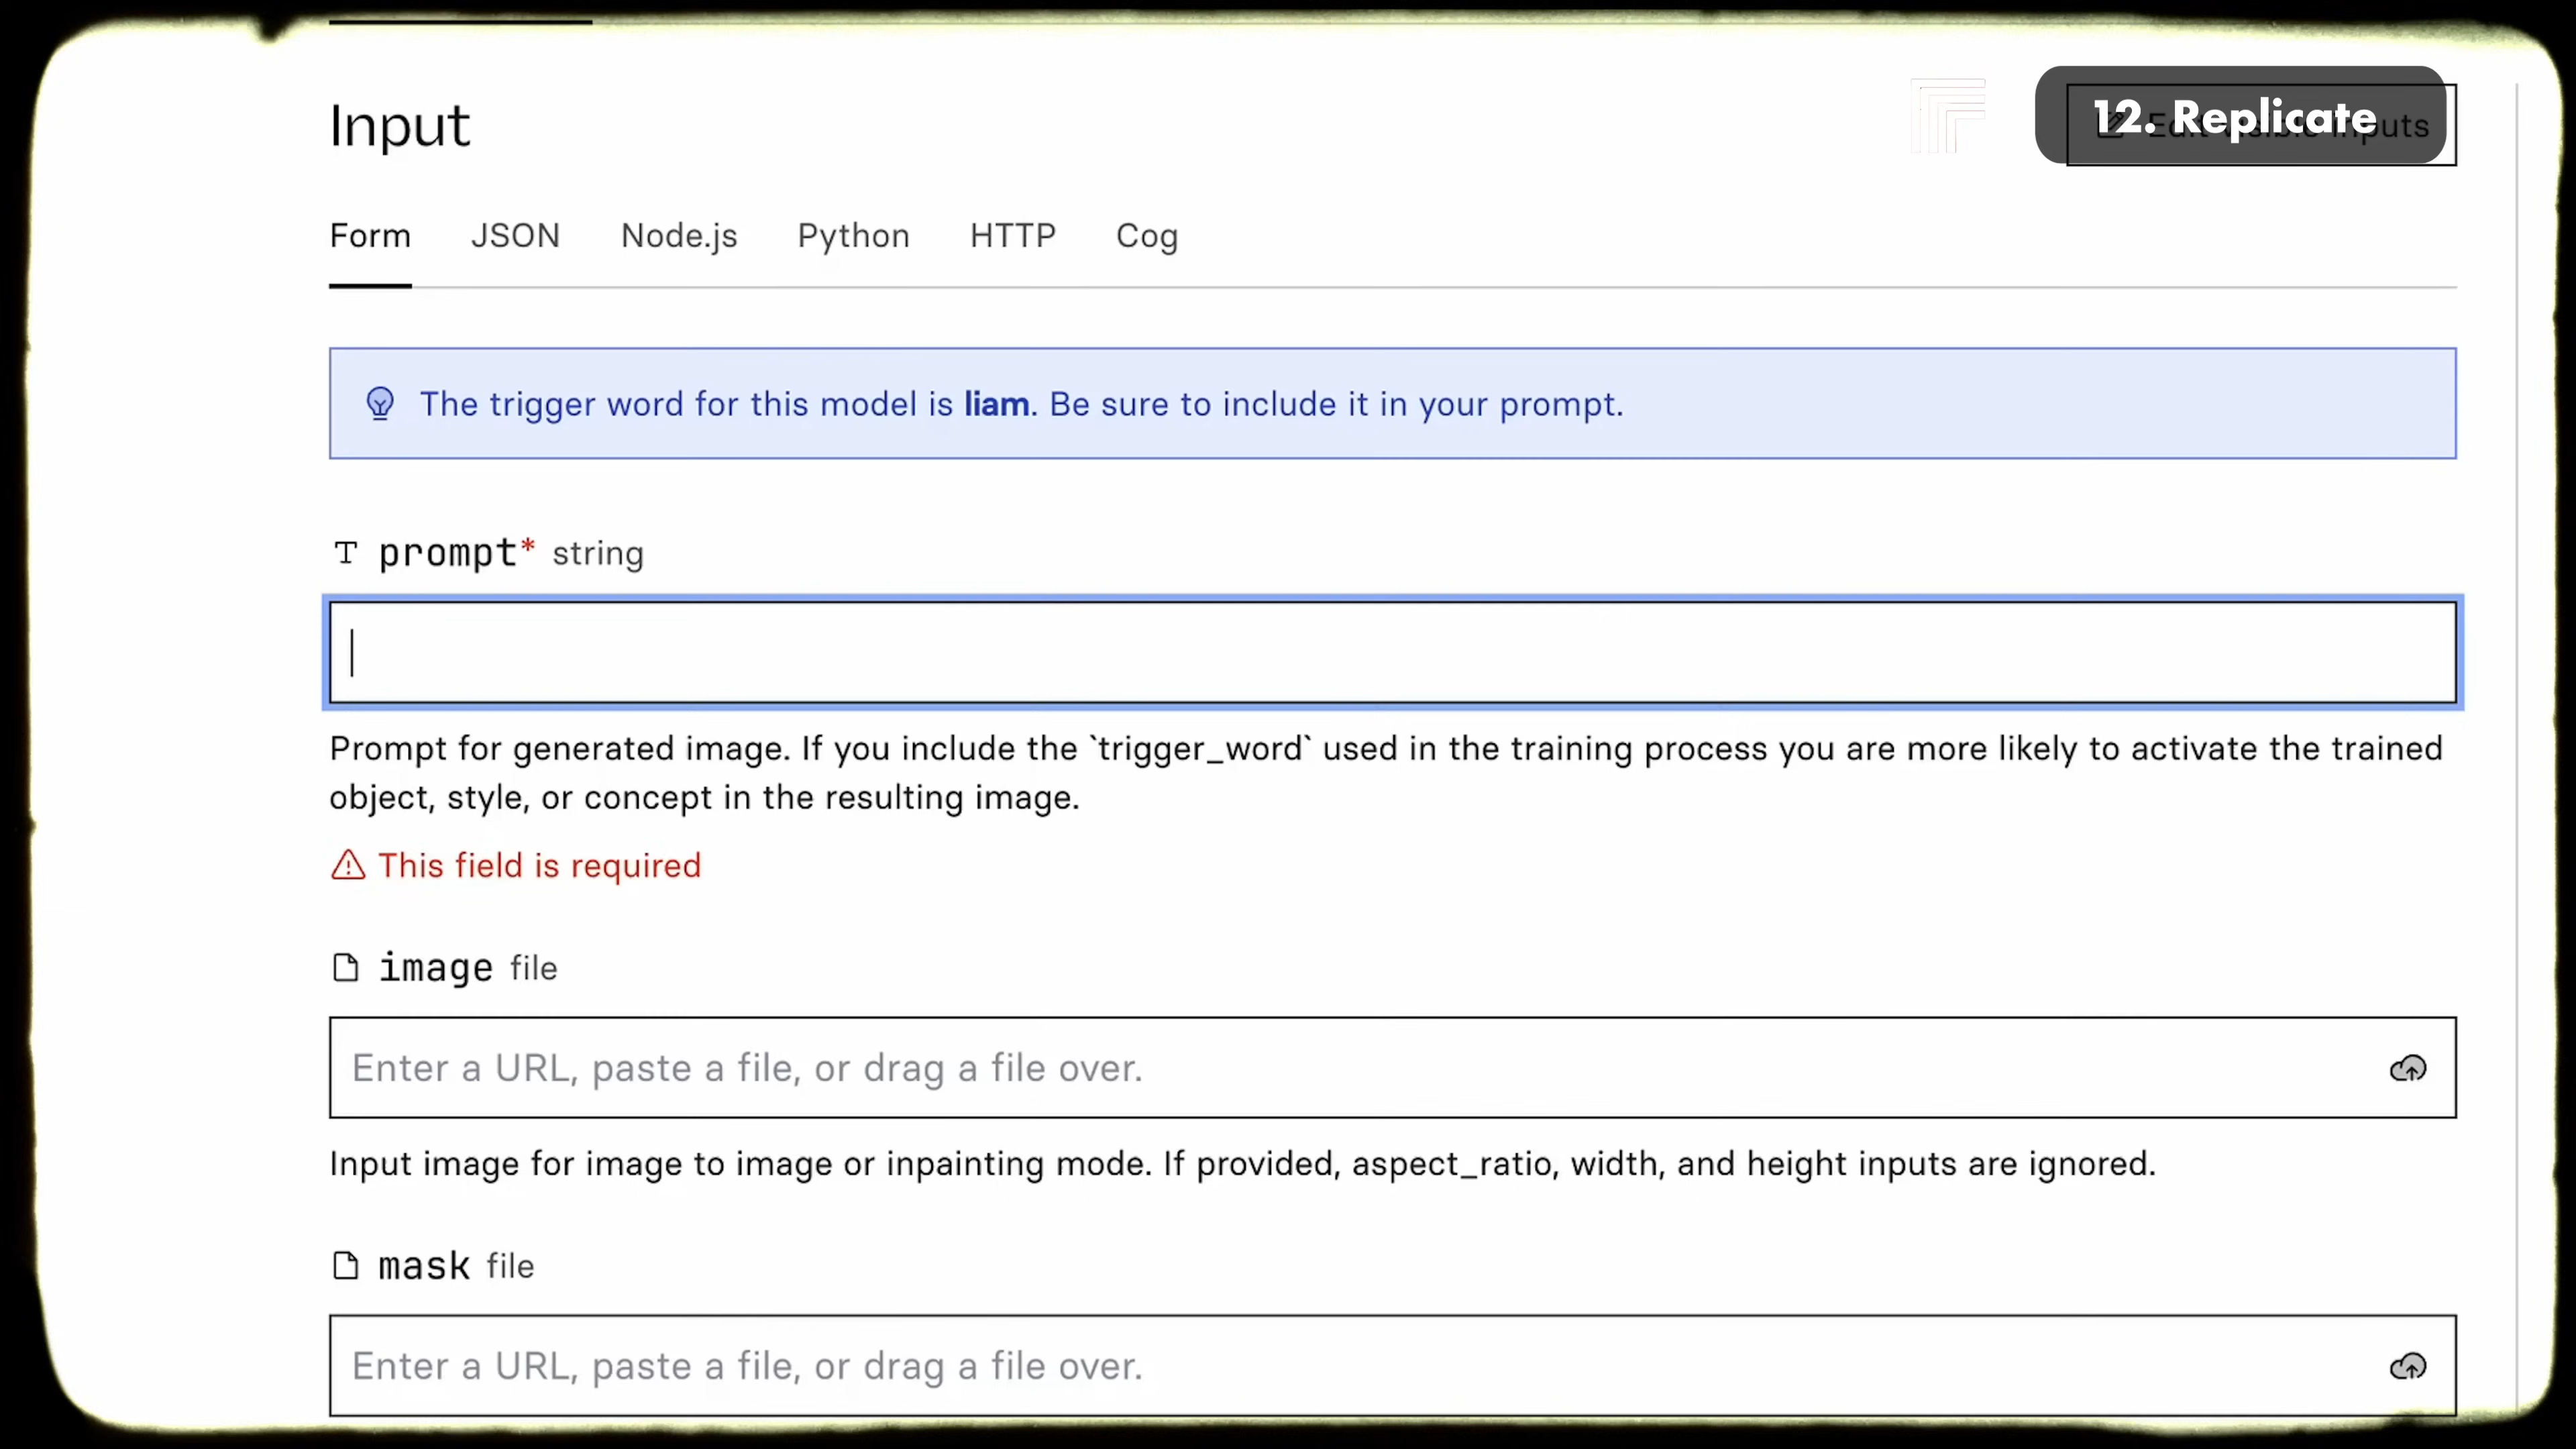 Input
12. Replicate
Edit visible inputs
Form JSON Node.js Python HTTP Cog
The trigger word for this model is liam. Be sure to include it in your prompt.
prompt* string
Prompt for generated image. If you include the `trigger_word` used in the training process you are more likely to activate the trained
object, style, or concept in the resulting image.
This field is required
image file
Enter a URL, paste a file, or drag a file over.
Input image for image to image or inpainting mode. If provided, aspect_ratio, width, and height inputs are ignored.
mask file
Enter a URL, paste a file, or drag a file over.